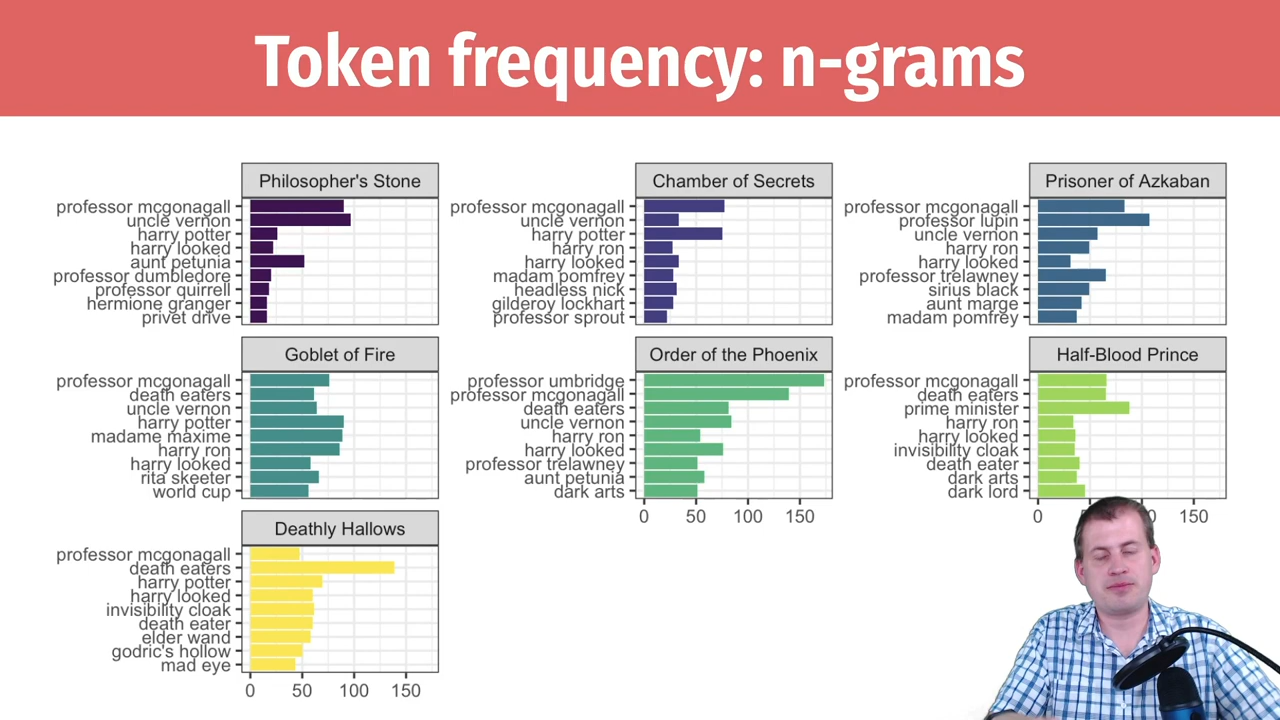 Token frequency: n-grams
Philosopher's Stone
professor mcgonagall
uncle vernon
harry potter
harry looked
aunt petunia
professor dumbledore
professor quirrell
hermione granger
privet drive
Chamber of Secrets
professor mcgonagall
uncle vernon
harry potter
harry ron
harry looked
madam pomfrey
headless nick
gilderoy lockhart
professor sprout
Prisoner of Azkaban
professor mcgonagall
professor lupin
uncle vernon
harry ron
harry looked
professor trelawney
sirius black
aunt marge
madam pomfrey
Goblet of Fire
professor mcgonagall
death eaters
uncle vernon
harry potter
madame maxime
harry ron
harry looked
rita skeeter
world cup
Order of the Phoenix
professor umbridge
professor mcgonagall
death eaters
uncle vernon
harry ron
harry looked
professor trelawney
aunt petunia
dark arts
0 50 100 150
Half-Blood Prince
professor mcgonagall
death eaters
prime minister
harry ron
harry looked
invisibility cloak
death eater
dark arts
dark lord
0 150
Deathly Hallows
professor mcgonagall
death eaters
harry potter
harry looked
invisibility cloak
death eater
elder wand
godric's hollow
mad eye
0 50 100 150